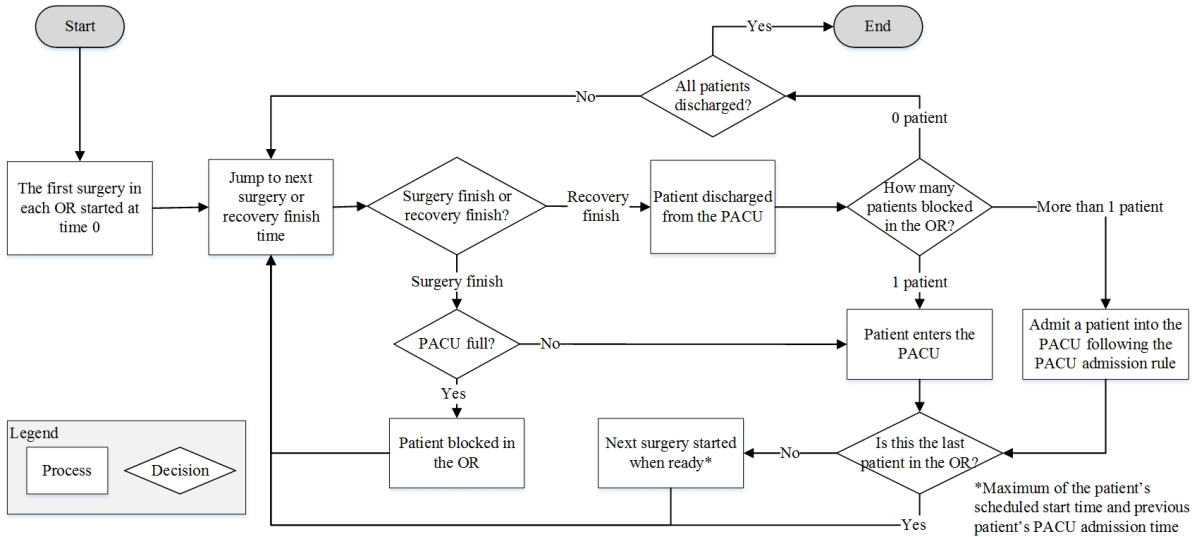 Start
Yes
End
All patients
discharged?
No
0 patient
The first surgery in
each OR started at
time 0
Jump to next
surgery or
recovery finish
time
Surgery finish or
recovery finish?
Recovery
finish
Patient discharged
from the PACU
How many
patients blocked
in the OR?
More than 1 patient
Surgery finish
1 patient
PACU full?
No
Patient enters the
PACU
Admit a patient into the
PACU following the
PACU admission rule
Yes
Patient blocked in
the OR
Next surgery started
when ready*
No
Is this the last
patient in the OR?
Yes
Legend
Process
Decision
*Maximum of the patient's
scheduled start time and previous
patient's PACU admission time